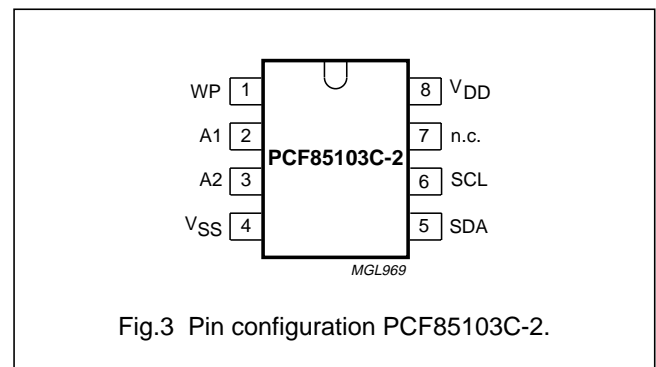 WP 1 8 VDD
A1 2 7 n.c.
PCF85103C-2
A2 3 6 SCL
VSS 4 5 SDA
MGL969
Fig.3 Pin configuration PCF85103C-2.